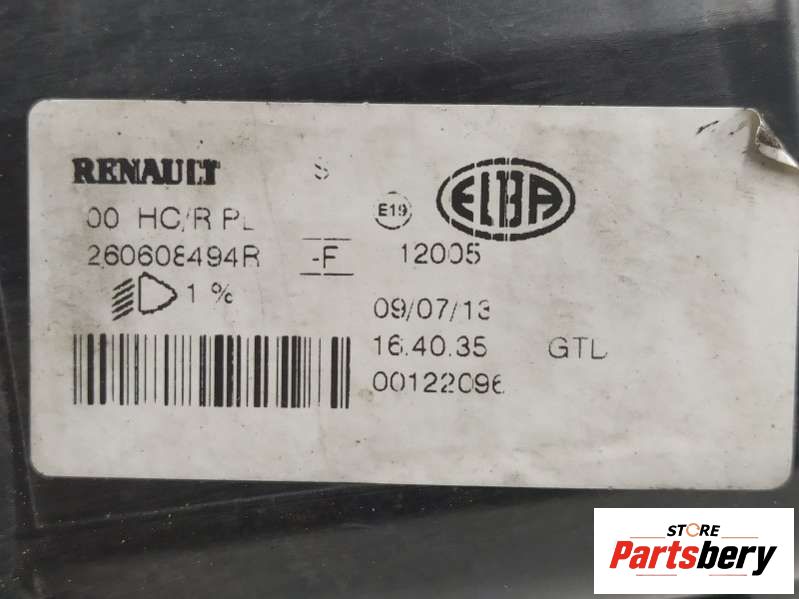 RENAULT S
00 HC/R PL E19 ELBA
260608494R -F 12005
1 % 09/07/13
16.40.35 GTL
00122096
STORE
Partsbery